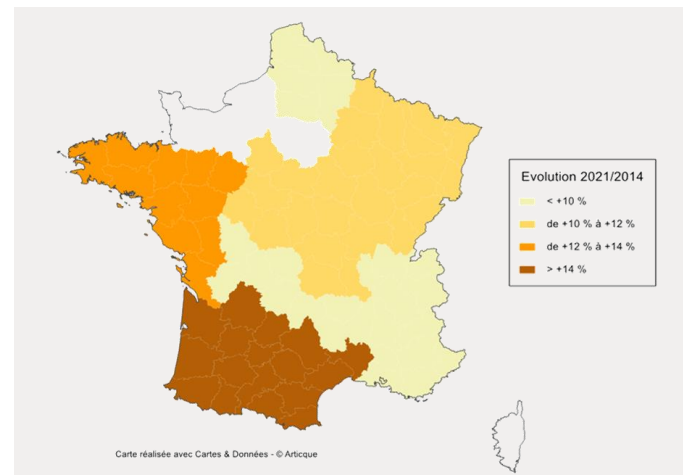 Evolution 2021/2014
< +10 %
de +10 % à +12 %
de +12 % à +14 %
> +14 %
Carte réalisée avec Cartes & Données - © Articque